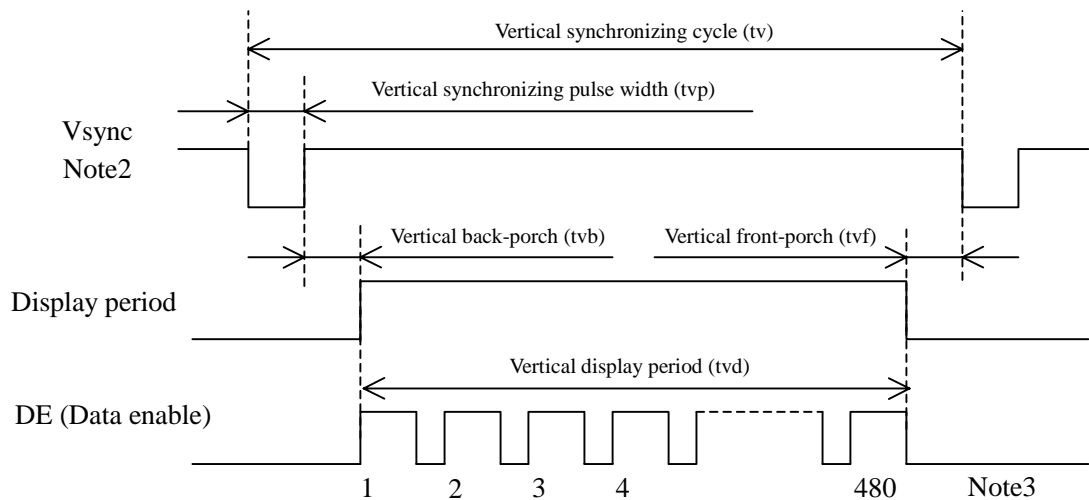 Vertical synchronizing cycle (tv)
Vertical synchronizing pulse width (tvp)
Vsync
Note2
Vertical back-porch (tvb)
Vertical front-porch (tvf)
Display period
Vertical display period (tvd)
DE (Data enable)
1 2 3 4 480 Note3